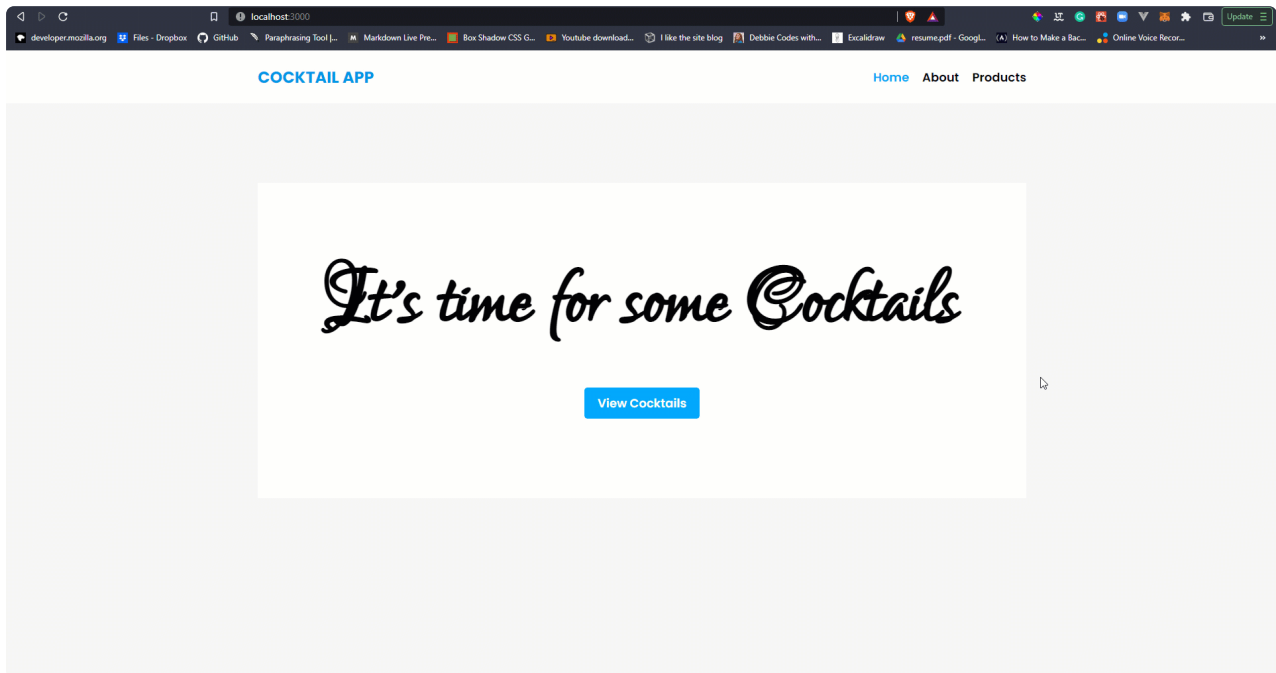 localhost:3000
Update
developer.mozilla.org Files - Dropbox GitHub Paraphrasing Tool |... Markdown Live Pre... Box Shadow CSS G... Youtube download... I like the site blog Debbie Codes with... Excalidraw resume.pdf - Googl... How to Make a Bac... Online Voice Recor... »
COCKTAIL APP Home About Products
It's time for some Cocktails
View Cocktails